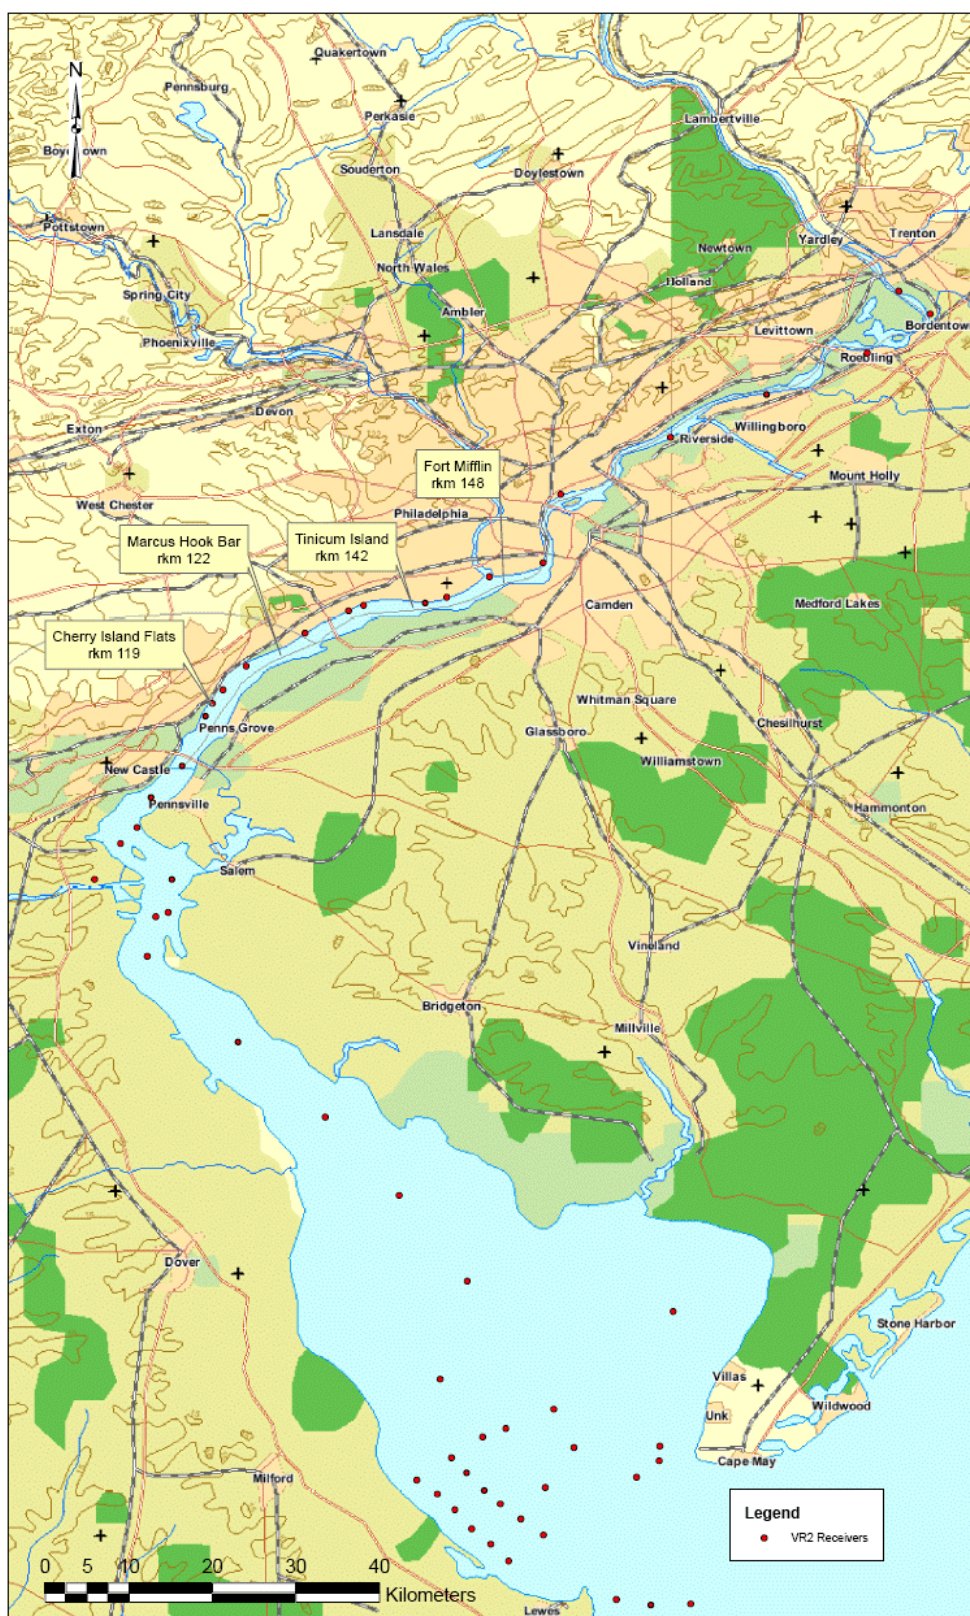 Quakertown
Pennsburg
N
Perkasie
Lambertville
Souderton
Doylestown
Pottstown
Lansdale
Yardley
Trenton
Newtown
North Wales
Holland
Spring City
Ambler
Bordentown
Levittown
Phoenixville
Roebling
Devon
Exton
Willingboro
Riverside
Fort Mifflin
rkm 148
Mount Holly
West Chester
Philadelphia
Marcus Hook Bar
rkm 122
Tinicum Island
rkm 142
Camden
Medford Lakes
Cherry Island Flats
rkm 119
Whitman Square
Penns Grove
Glassboro
Chesilhurst
New Castle
Williamstown
Pennsville
Hammonton
Salem
Vineland
Bridgeton
Millville
Dover
Stone Harbor
Villas
Unk
Wildwood
Cape May
Milford
Legend
VR2 Receivers
0 5 10 20 30 40
Kilometers
Lewes